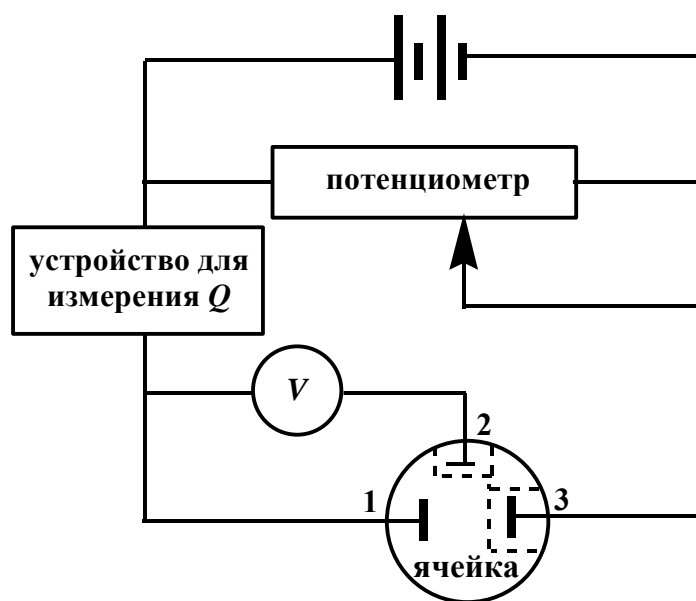 потенциометр
устройство для
измерения Q
V
2
1
3
ячейка